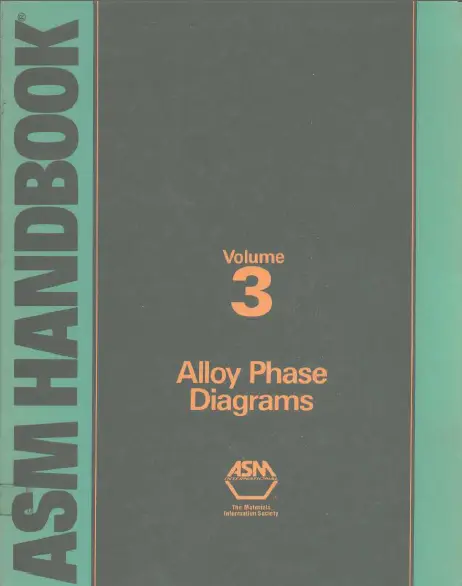 ASM HANDBOOK®
Volume
3
Alloy Phase
Diagrams
ASM
The Materials
Information Society